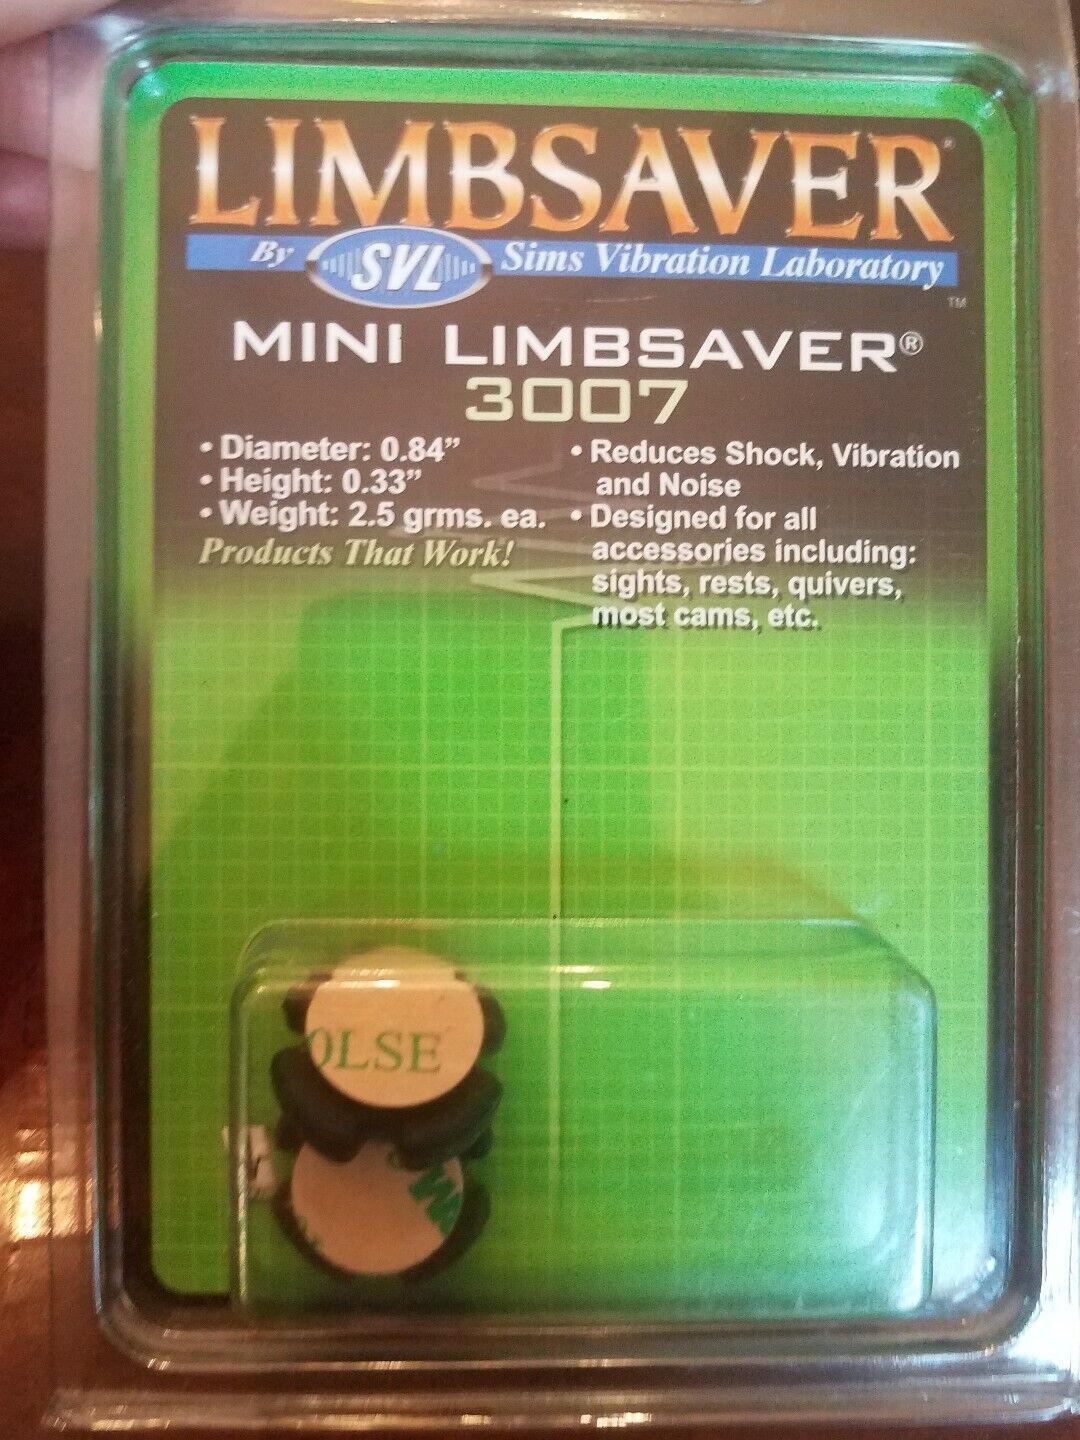 LIMBSAVER®
By SVL Sims Vibration Laboratory
TM
MINI LIMBSAVER®
3007
• Diameter: 0.84”
• Height: 0.33”
• Weight: 2.5 grms. ea.
Products That Work!
• Reduces Shock, Vibration
and Noise
• Designed for all
accessories including:
sights, rests, quivers,
most cams, etc.
OLSE